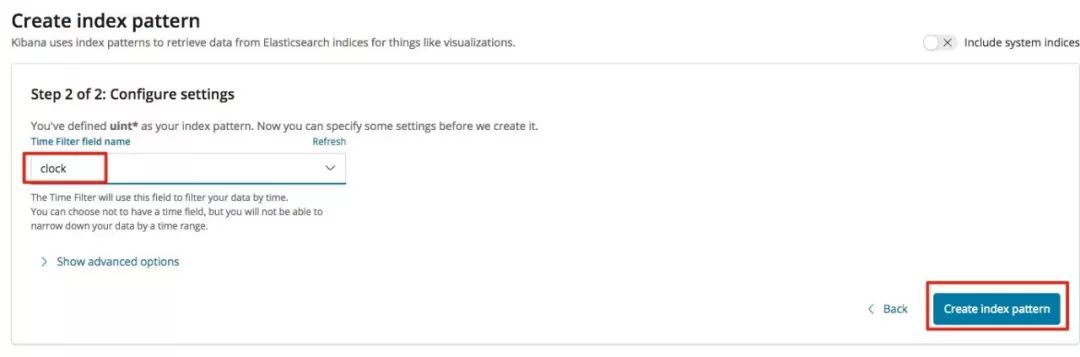 Create index pattern
Kibana uses index patterns to retrieve data from Elasticsearch indices for things like visualizations.
Include system indices
Step 2 of 2: Configure settings
You've defined uint* as your index pattern. Now you can specify some settings before we create it.
Time Filter field name Refresh
clock
The Time Filter will use this field to filter your data by time.
You can choose not to have a time field, but you will not be able to
narrow down your data by a time range.
Show advanced options
Back Create index pattern